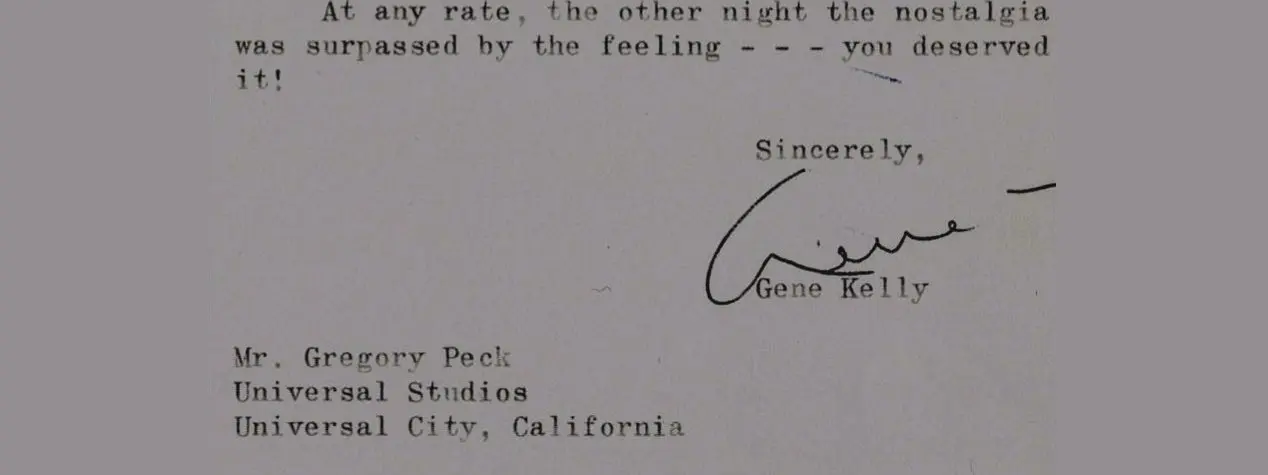 At any rate, the other night the nostalgia
was surpassed by the feeling - - - you deserved
it!
Sincerely,
Gene
Gene Kelly
Mr. Gregory Peck
Universal Studios
Universal City, California